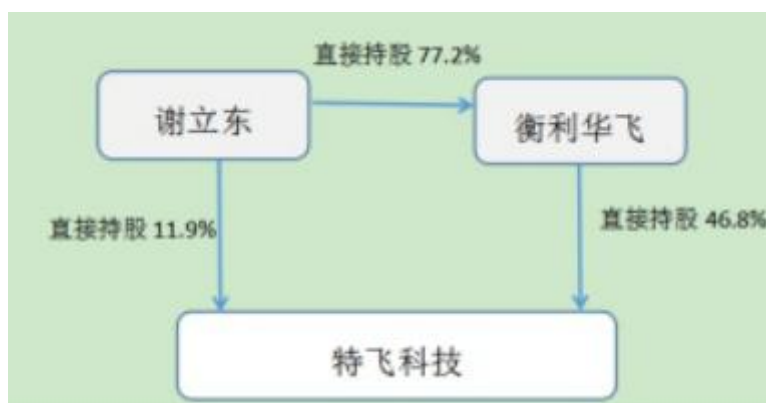 直接持股 77.2%
谢立东
衡利华飞
直接持股 11.9%
直接持股 46.8%
特飞科技